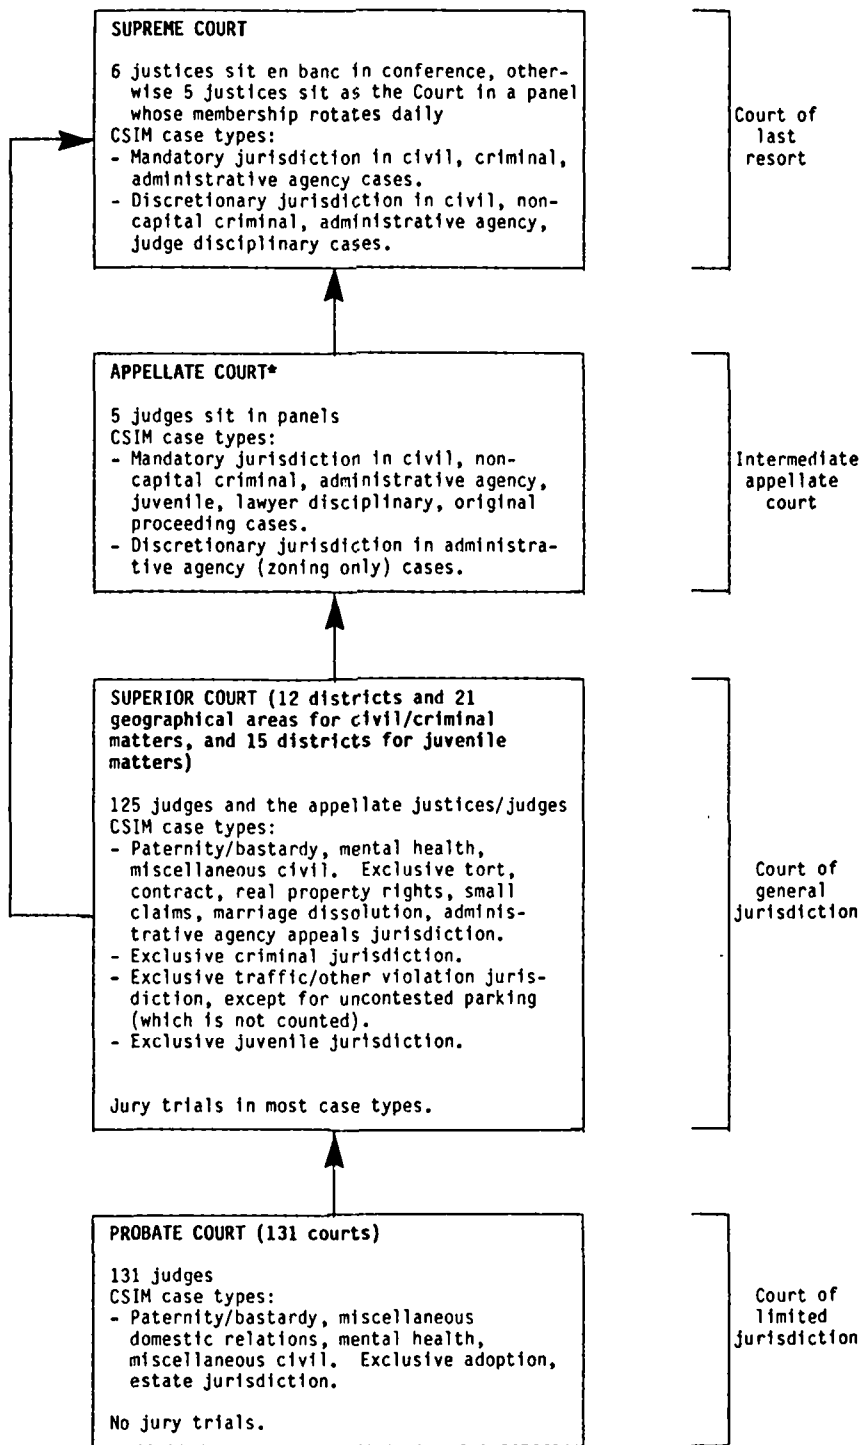 SUPREME COURT
6 justices sit en banc in conference, other-
wise 5 justices sit as the Court in a panel
whose membership rotates daily
CSIM case types:
- Mandatory jurisdiction in civil, criminal,
administrative agency cases.
- Discretionary jurisdiction in civil, non-
capital criminal, administrative agency,
judge disciplinary cases.
Court of
last
resort
APPELLATE COURT*
5 judges sit in panels
CSIM case types:
- Mandatory jurisdiction in civil, non-
capital criminal, administrative agency,
juvenile, lawyer disciplinary, original
proceeding cases.
- Discretionary jurisdiction in administra-
tive agency (zoning only) cases.
Intermediate
appellate
court
SUPERIOR COURT (12 districts and 21
geographical areas for civil/criminal
matters, and 15 districts for juvenile
matters)
125 judges and the appellate justices/judges
CSIM case types:
- Paternity/bastardy, mental health,
miscellaneous civil. Exclusive tort,
contract, real property rights, small
claims, marriage dissolution, adminis-
trative agency appeals jurisdiction.
- Exclusive criminal jurisdiction.
- Exclusive traffic/other violation juris-
diction, except for uncontested parking
(which is not counted).
- Exclusive juvenile jurisdiction.
Jury trials in most case types.
Court of
general
jurisdiction
PROBATE COURT (131 courts)
131 judges
CSIM case types:
- Paternity/bastardy, miscellaneous
domestic relations, mental health,
miscellaneous civil. Exclusive adoption,
estate jurisdiction.
No jury trials.
Court of
limited
jurisdiction